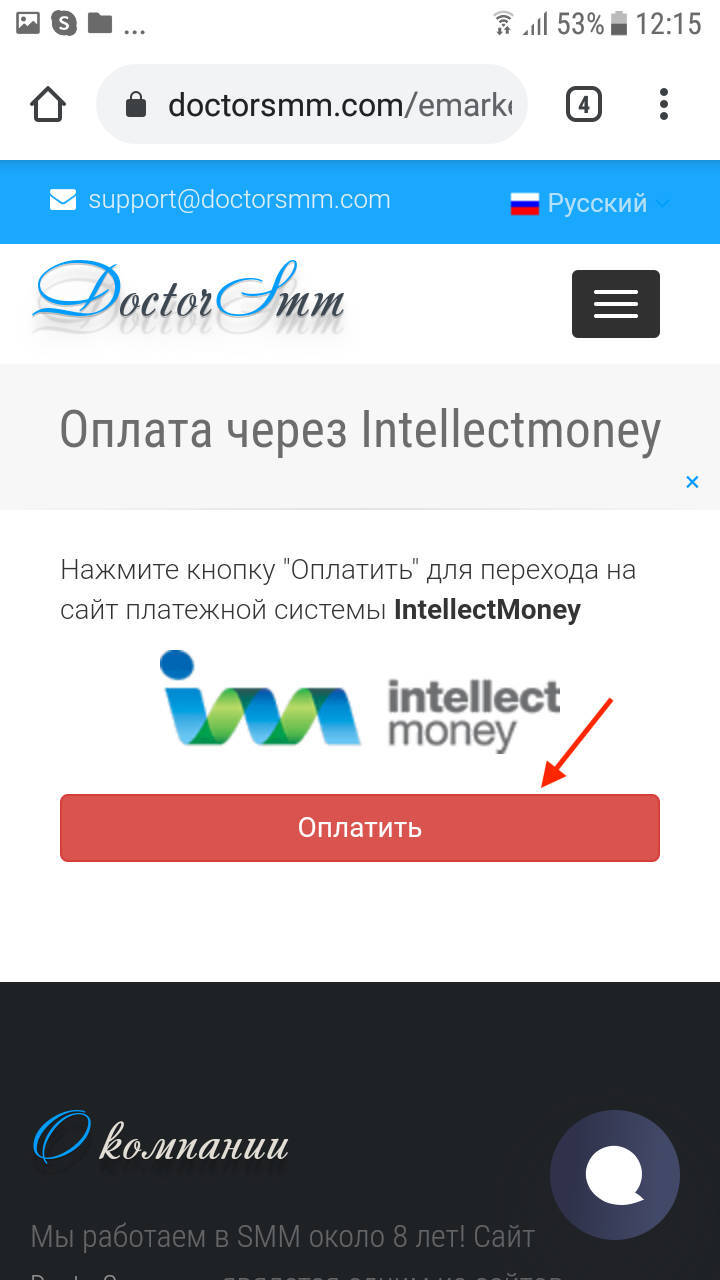 ... 53% 12:15
doctorsmm.com/emark 4
support@doctorsmm.com Русский
DoctorSmm
Оплата через Intellectmoney
×
Нажмите кнопку "Оплатить" для перехода на
сайт платежной системы IntellectMoney
intellect
money
Оплатить
О компании
Мы работаем в SMM около 8 лет! Сайт